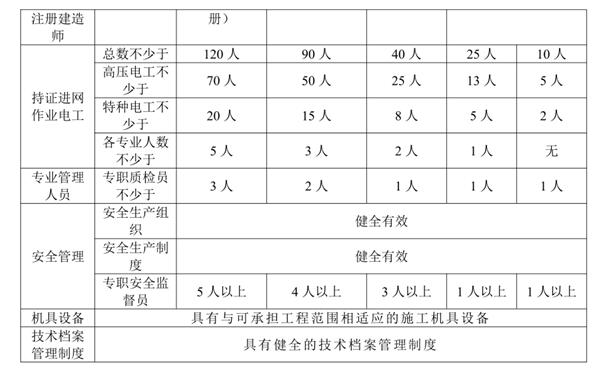 注册建造
师
册）
持证进网
作业电工
总数不少于 120 人 90 人 40 人 25 人 10 人
高压电工不
少于
70 人 50 人 25 人 13 人 5 人
特种电工不
少于
20 人 15 人 8 人 5 人 2 人
各专业人数
不少于
5 人 3 人 2 人 1 人 无
专业管理
人员
专职质检员
不少于
3 人 2 人 1 人 1 人 1 人
安全管理
安全生产组
织
健全有效
安全生产制
度
健全有效
专职安全监
督员
5 人以上 4 人以上 3 人以上 1 人以上 1 人以上
机具设备 具有与可承担工程范围相适应的施工机具设备
技术档案
管理制度
具有健全的技术档案管理制度